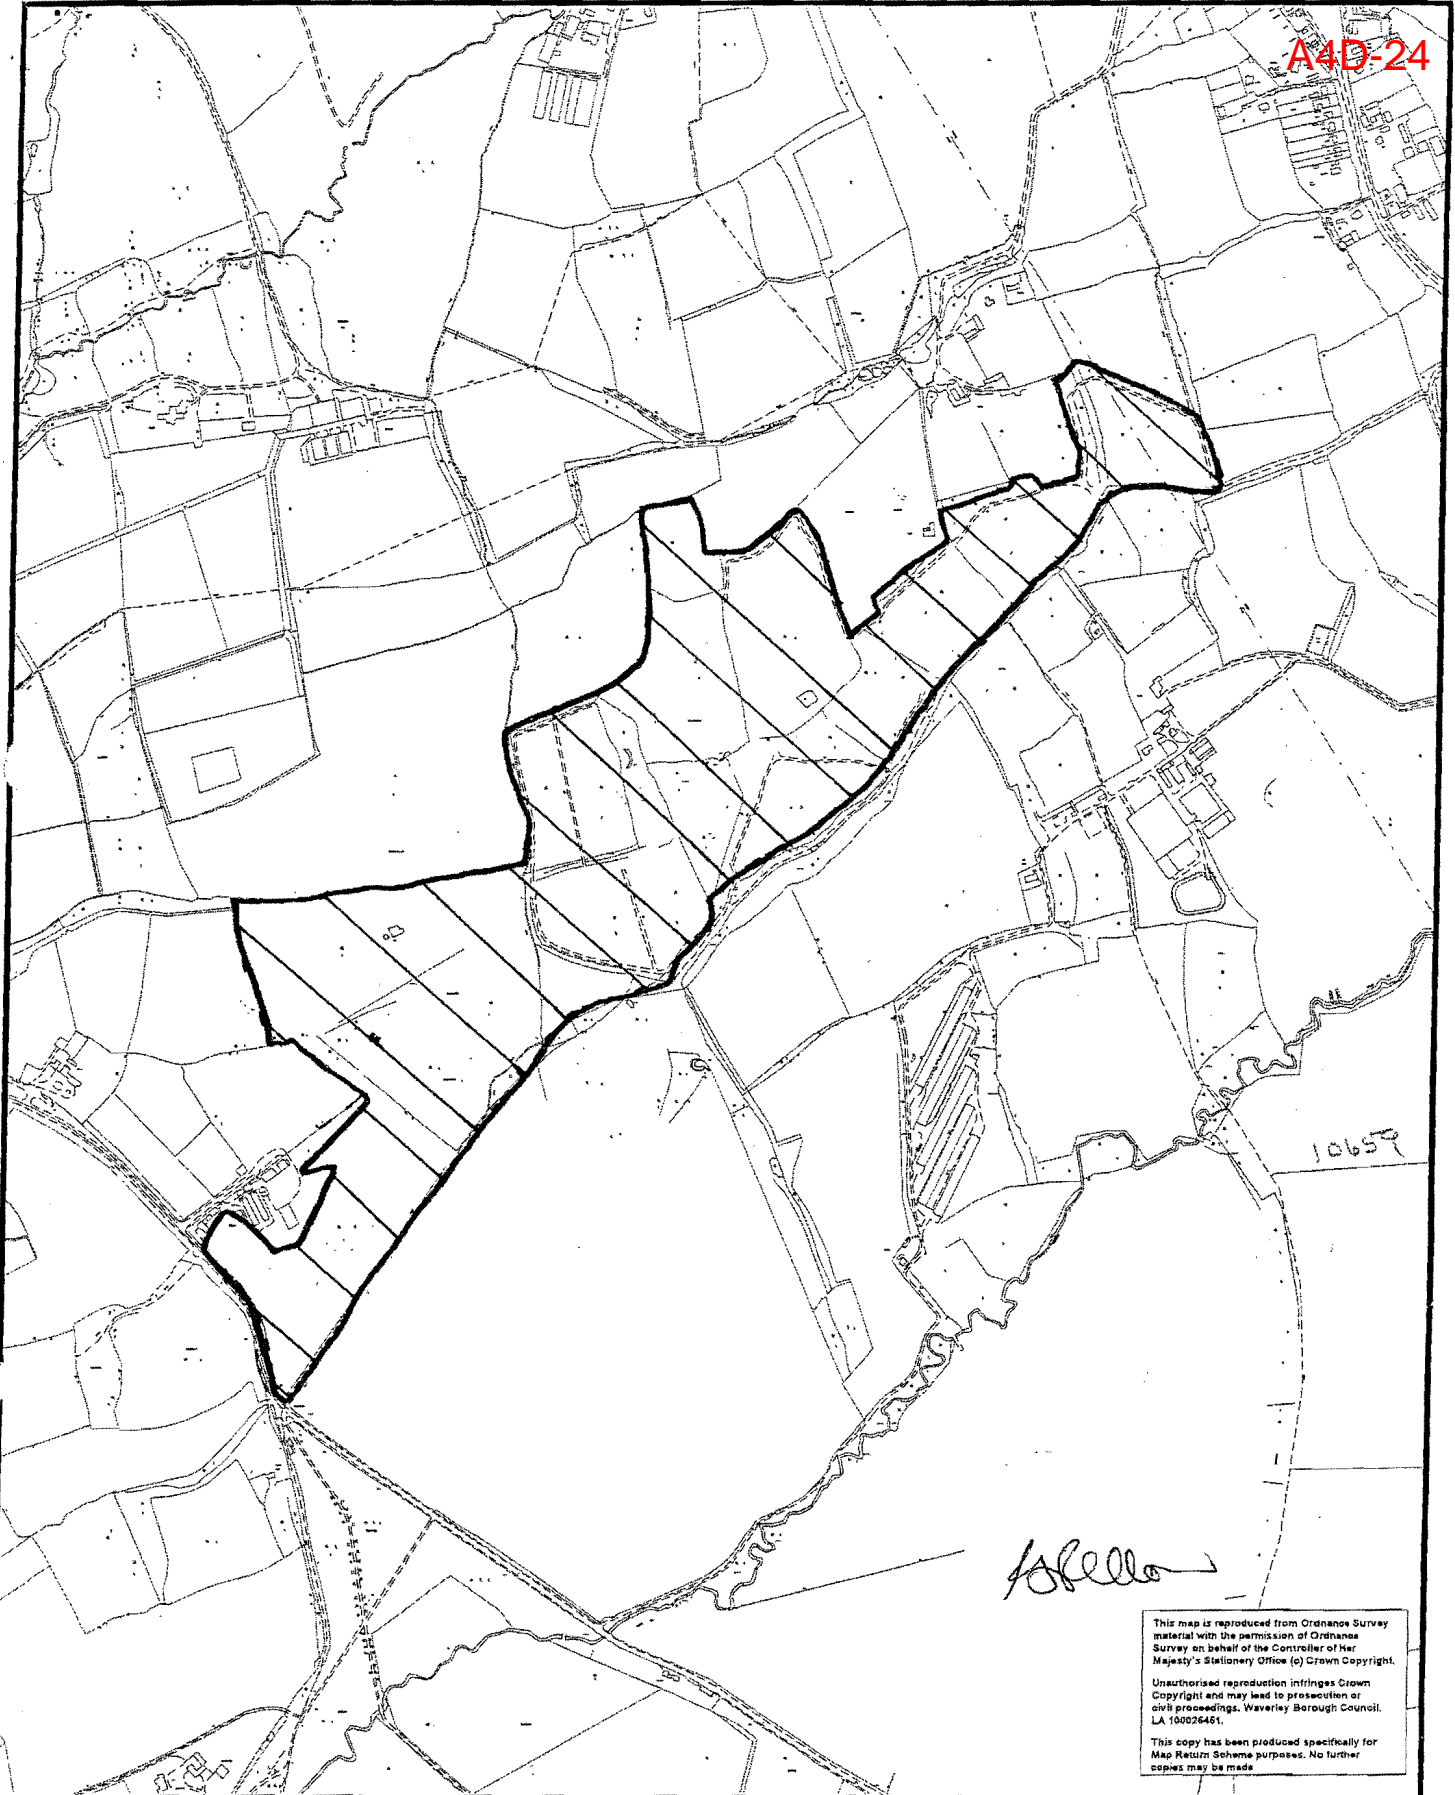 A4D-24
10659
This map is reproduced from Ordnance Survey
material with the permission of Ordnance
Survey on behalf of the Controller of Her
Majesty's Stationery Office (c) Crown Copyright.
Unauthorised reproduction infringes Crown
Copyright and may lead to prosecution or
civil proceedings. Waverley Borough Council.
LA 100026451.
This copy has been produced specifically for
Map Return Scheme purposes. No further
copies may be made